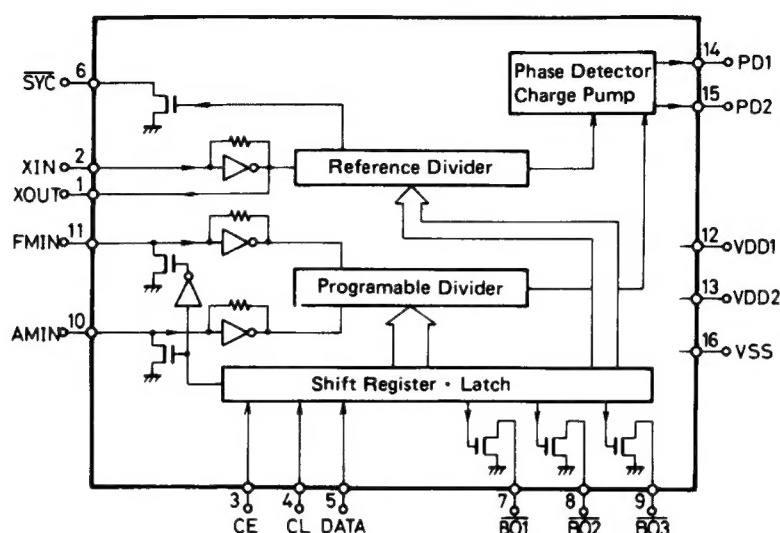 14
PD1
6
SYC
Phase Detector
Charge Pump
15
PD2
XIN
2
Reference Divider
XOUT
1
FMIN
11
12
VDD1
Programable Divider
13
VDD2
AMIN
10
16
VSS
Shift Register · Latch
3
4
5
7
8
9
CE
CL
DATA
BO1
BO2
BO3